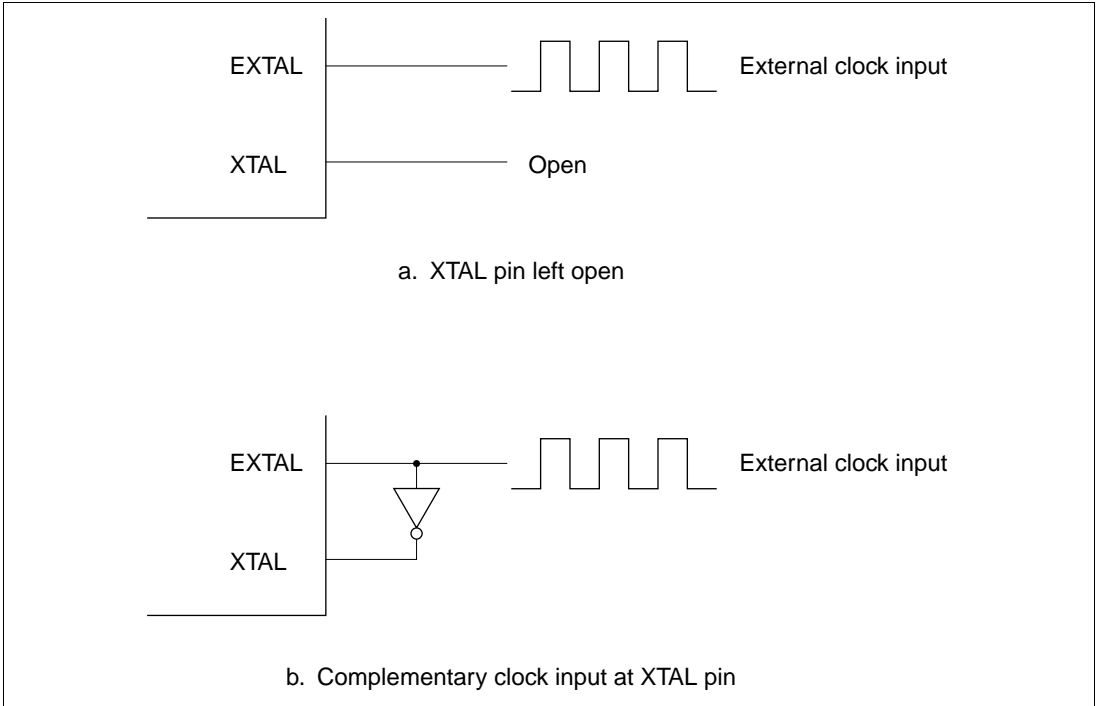 EXTAL
External clock input
XTAL
Open
a. XTAL pin left open
EXTAL
External clock input
XTAL
b. Complementary clock input at XTAL pin